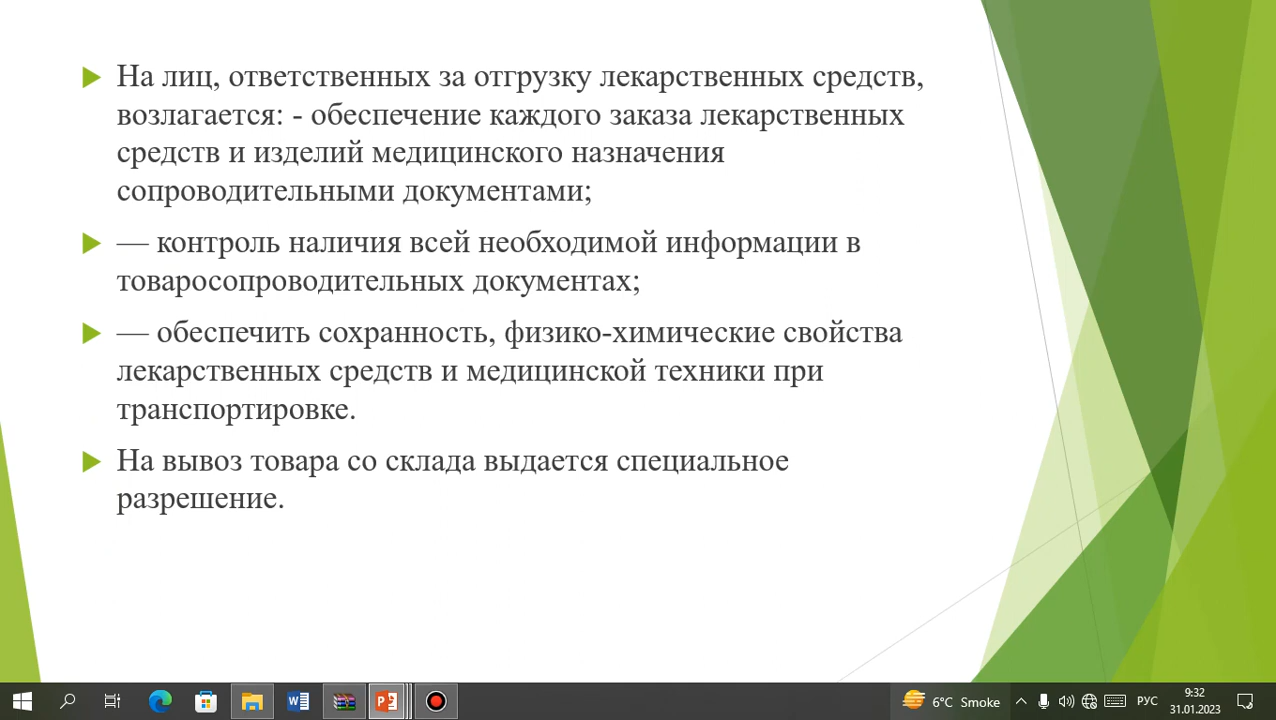 На лиц, ответственных за отгрузку лекарственных средств,
возлагается: - обеспечение каждого заказа лекарственных
средств и изделий медицинского назначения
сопроводительными документами;
— контроль наличия всей необходимой информации в
товаросопроводительных документах;
— обеспечить сохранность, физико-химические свойства
лекарственных средств и медицинской техники при
транспортировке.
На вывоз товара со склада выдается специальное
разрешение.
6°C Smoke
РУС
9:32
31.01.2023